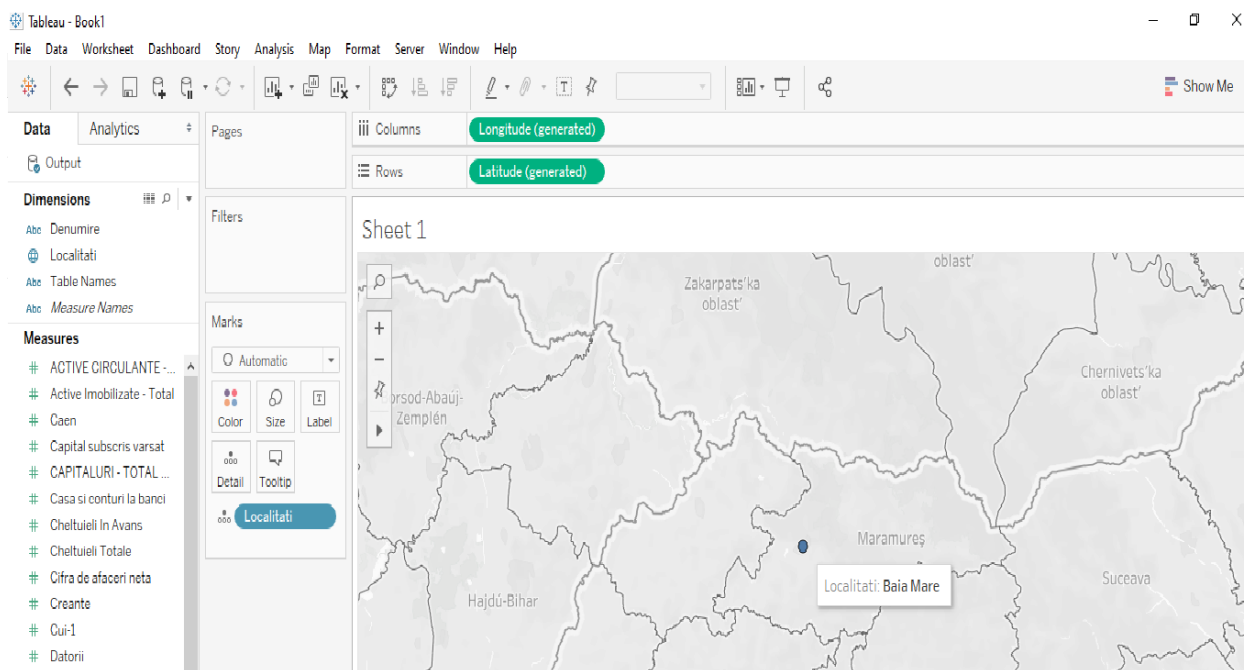 Tableau - Book1
File Data Worksheet Dashboard Story Analysis Map Format Server Window Help
Show Me
Data Analytics
Output
Dimensions
Abc Denumire
Localitati
Abc Table Names
Abc Measure Names
Measures
# ACTIVE CIRCULANTE -...
# Active Imobilizate - Total
# Caen
# Capital subscris varsat
# CAPITALURI - TOTAL ...
# Casa si conturi la banci
# Cheltuieli In Avans
# Cheltuieli Totale
# Cifra de afaceri neta
# Creante
# Cui-1
# Datorii
Pages
Filters
Marks
Automatic
Color Size Label
Detail Tooltip
Localitati
Columns Longitude (generated)
Rows Latitude (generated)
Sheet 1
oblast'
Zakarpats'ka
oblast'
Chernivets'ka
oblast'
orsod-Abaúj-
Zemplén
Maramureş
Suceava
Hajdú-Bihar
Localitati: Baia Mare